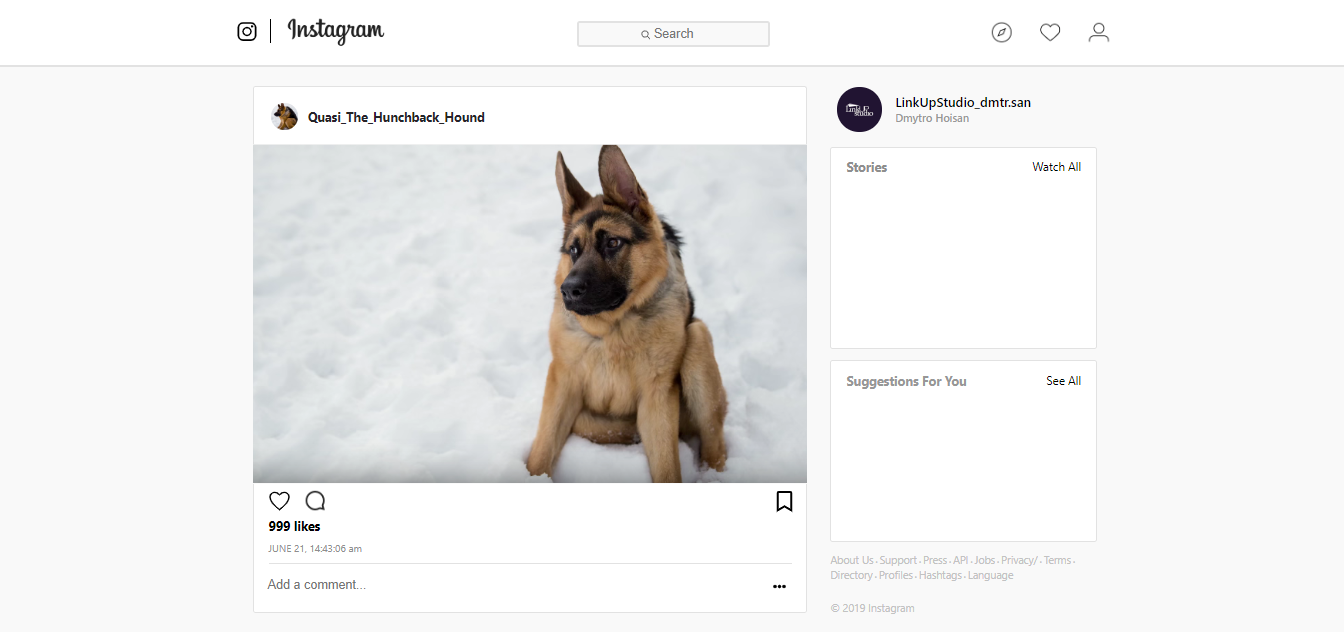 Instagram
Search
Quasi_The_Hunchback_Hound
999 likes
JUNE 21, 14:43:06 am
Add a comment...
LinkUp studio
LinkUpStudio_dmtr.san
Dmytro Hoisan
Stories Watch All
Suggestions For You See All
About Us . Support . Press . API . Jobs . Privacy/ . Terms .
Directory . Profiles . Hashtags . Language
© 2019 Instagram